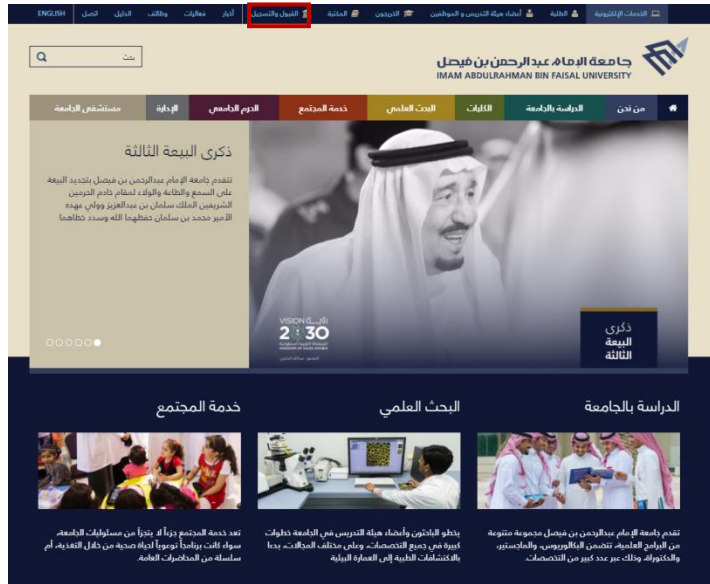 الخدمات الإلكترونية الطلبة أعضاء هيئة التدريس و الموظفين الخريجون المكتبة القبول والتسجيل أخبار فعاليات وظائف الدليل اتصل ENGLISH
جامعة الإمام عبدالرحمن بن فيصل
IMAM ABDULRAHMAN BIN FAISAL UNIVERSITY
بحث
من نحن الدراسة بالجامعة الكليات البحث العلمي خدمة المجتمع الحرم الجامعي الإدارة مستشفى الجامعة
ذكرى البيعة الثالثة
تتقدم جامعة الإمام عبدالرحمن بن فيصل بتجديد البيعة
على السمع والطاعة والولاء لمقام خادم الحرمين
الشريفين الملك سلمان بن عبدالعزيز وولي عهده
الأمير محمد بن سلمان حفظهما الله وسدد خطاهما
VISION رؤية
2030
ذكرى
البيعة
الثالثة
الدراسة بالجامعة البحث العلمي خدمة المجتمع
تقدم جامعة الإمام عبدالرحمن بن فيصل مجموعة متنوعة
من البرامج العلمية، تتضمن البكالوريوس، والماجستير،
والدكتوراة، وذلك عبر عدد كبير من التخصصات.
يخطو الباحثون وأعضاء هيئة التدريس في الجامعة خطوات
كبيرة في جميع التخصصات، وعلى مختلف المجالات، بدءا
بالاكتشافات الطبية إلى العمارة البيئية
تعد خدمة المجتمع جزءاً لا يتجزأ من مسئوليات الجامعة،
سواء كانت برنامجاً توعوياً لحياة صحية من خلال التغذية، أم
سلسلة من المحاضرات العامة.